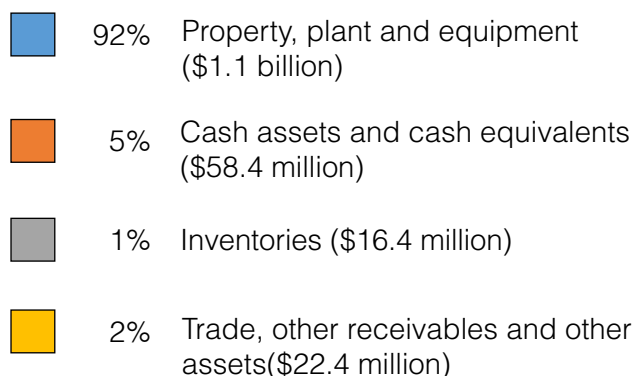 92% Property, plant and equipment
($1.1 billion)
5% Cash assets and cash equivalents
($58.4 million)
1% Inventories ($16.4 million)
2% Trade, other receivables and other
assets($22.4 million)